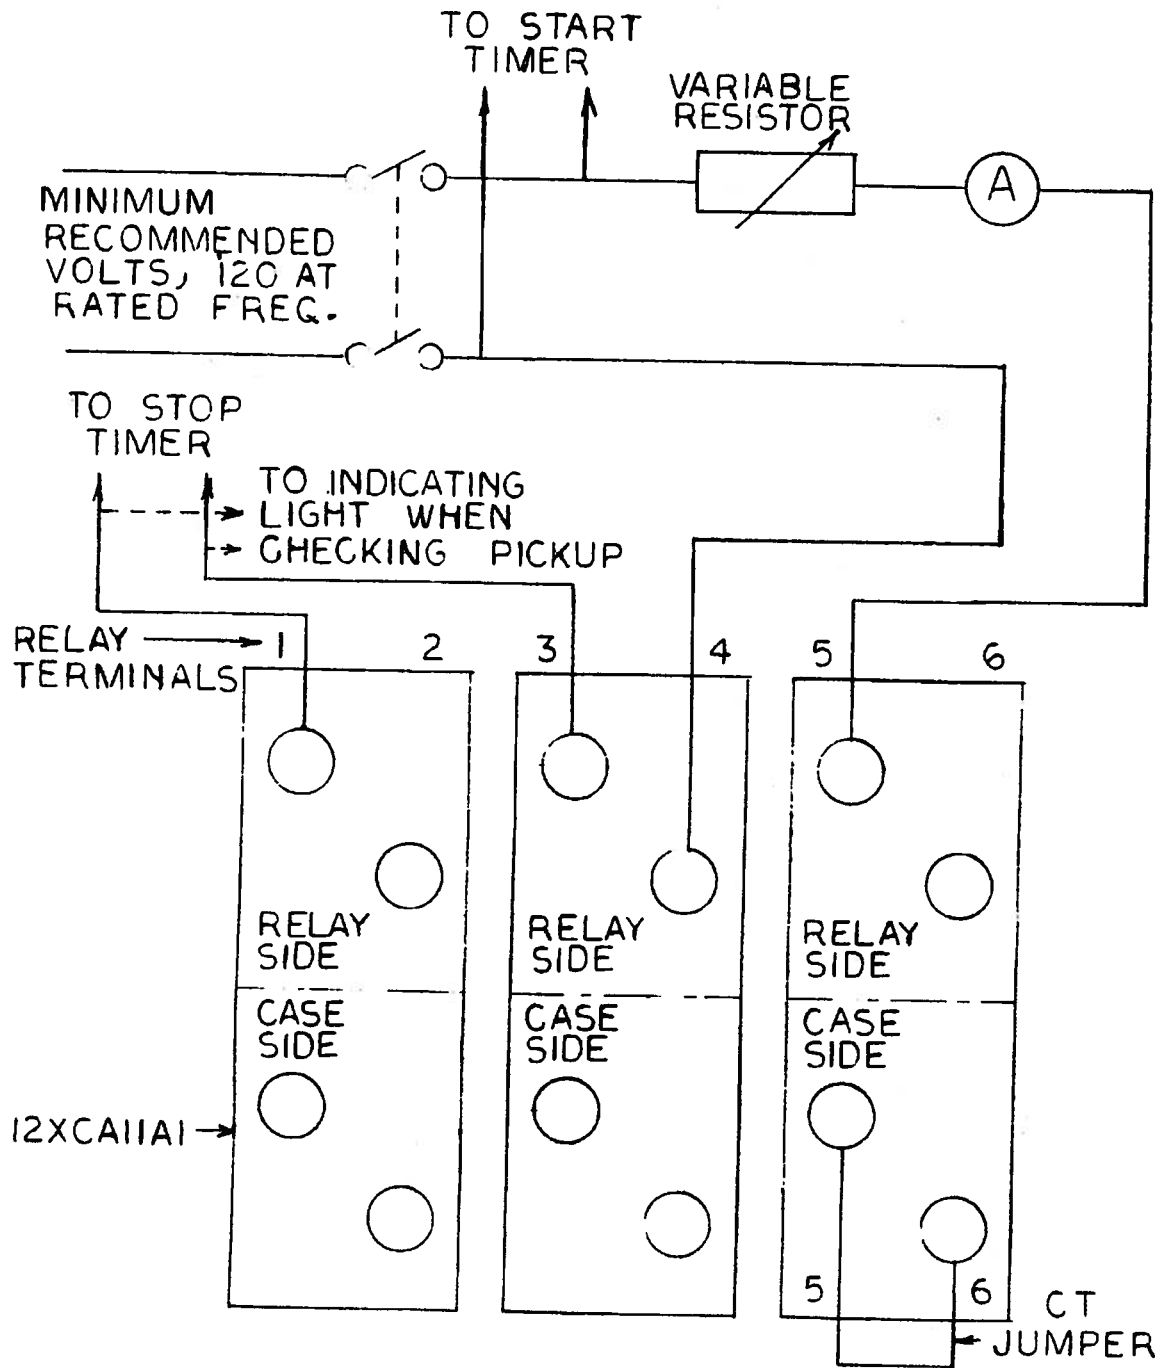 TO START
TIMER
VARIABLE
RESISTOR
A
MINIMUM
RECOMMENDED
VOLTS, 120 AT
RATED FREQ.
TO STOP
TIMER
TO INDICATING
LIGHT WHEN
CHECKING PICKUP
RELAY
TERMINALS
1 2 3 4 5 6
RELAY
SIDE
CASE
SIDE
RELAY
SIDE
CASE
SIDE
RELAY
SIDE
CASE
SIDE
12XCA11A1
5 6
CT
JUMPER